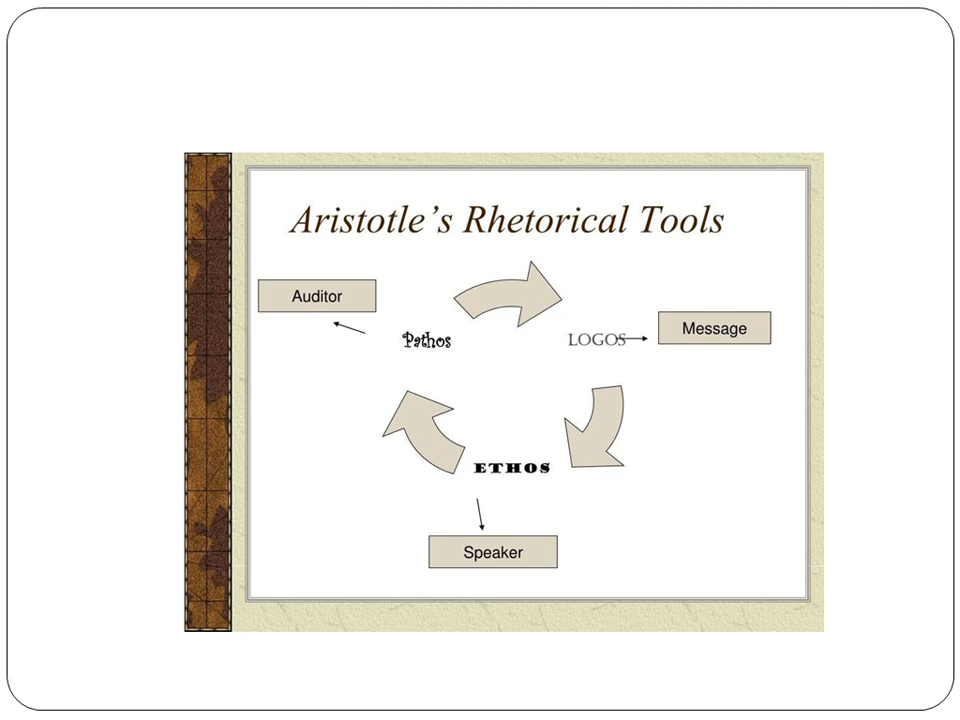 Aristotle’s Rhetorical Tools
Auditor
Message
Pathos
LOGOS
ETHOS
Speaker